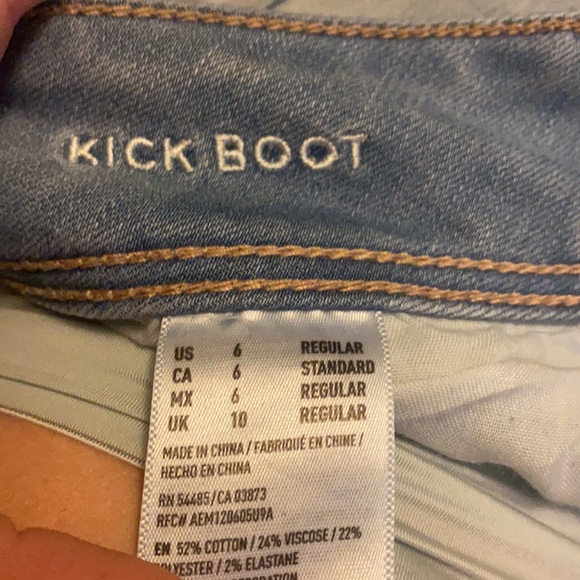 KICK BOOT
US 6 REGULAR
CA 6 STANDARD
MX 6 REGULAR
UK 10 REGULAR
MADE IN CHINA / FABRIQUÉ EN CHINE /
HECHO EN CHINA
RN 54485 / CA 03873
RFC# AEM120605U9A
EN 52% COTTON / 24% VISCOSE / 22%
POLYESTER / 2% ELASTANE